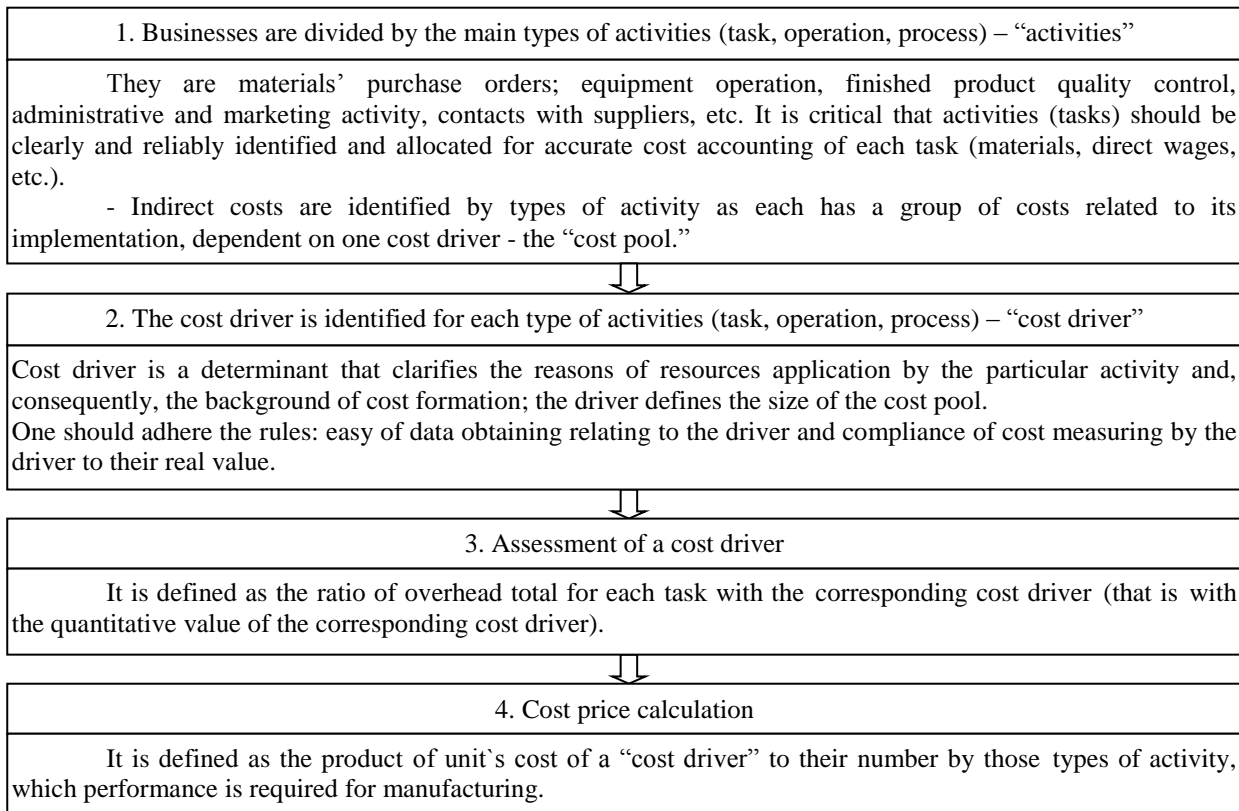 1. Businesses are divided by the main types of activities (task, operation, process) – “activities”
They are materials’ purchase orders; equipment operation, finished product quality control,
administrative and marketing activity, contacts with suppliers, etc. It is critical that activities (tasks) should be
clearly and reliably identified and allocated for accurate cost accounting of each task (materials, direct wages,
etc.).
- Indirect costs are identified by types of activity as each has a group of costs related to its
implementation, dependent on one cost driver - the “cost pool.”
2. The cost driver is identified for each type of activities (task, operation, process) – “cost driver”
Cost driver is a determinant that clarifies the reasons of resources application by the particular activity and,
consequently, the background of cost formation; the driver defines the size of the cost pool.
One should adhere the rules: easy of data obtaining relating to the driver and compliance of cost measuring by the
driver to their real value.
3. Assessment of a cost driver
It is defined as the ratio of overhead total for each task with the corresponding cost driver (that is with
the quantitative value of the corresponding cost driver).
4. Cost price calculation
It is defined as the product of unit`s cost of a “cost driver” to their number by those types of activity,
which performance is required for manufacturing.